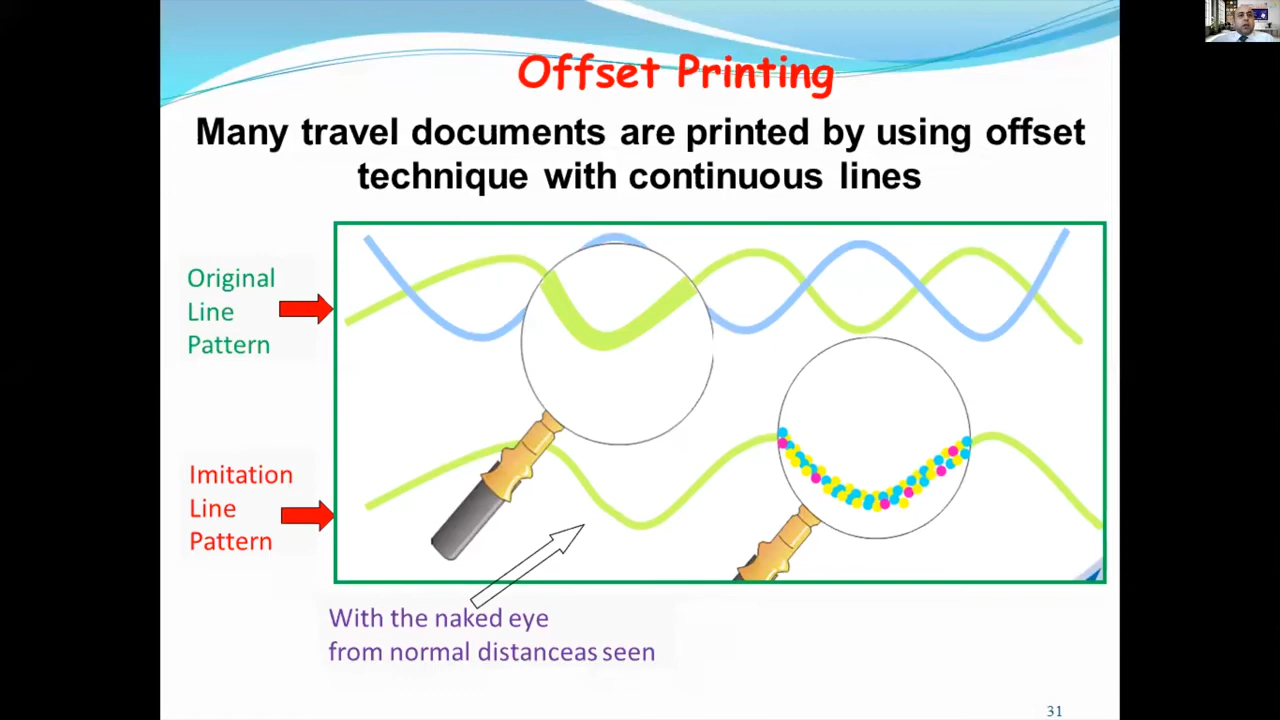 Offset Printing
Many travel documents are printed by using offset
technique with continuous lines
Original
Line
Pattern
Imitation
Line
Pattern
With the naked eye
from normal distanceas seen
31